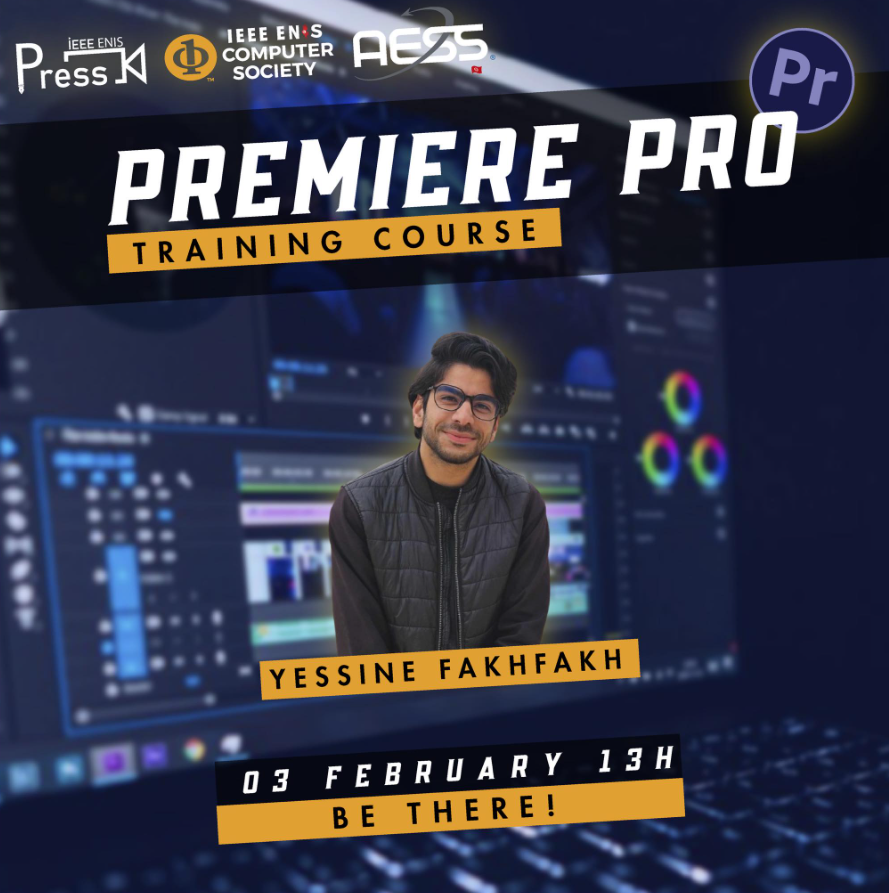 IEEE ENIS
Press
IEEE ENIS
COMPUTER
SOCIETY
AESS
Pr
PREMIERE PRO
TRAINING COURSE
YESSINE FAKHFAKH
03 FEBRUARY 13H
BE THERE!